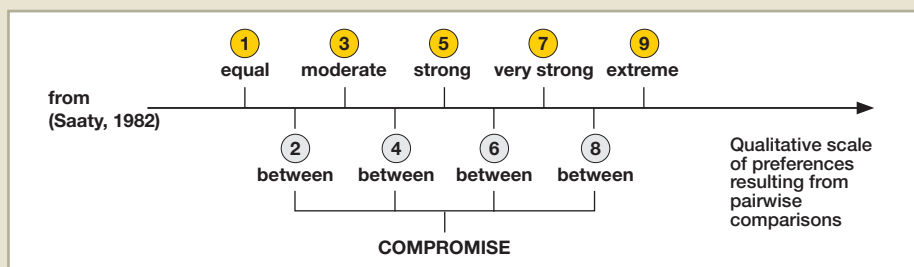 1 3 5 7 9
equal moderate strong very strong extreme
from
(Saaty, 1982)
2 4 6 8
between between between between
COMPROMISE
Qualitative scale
of preferences
resulting from
pairwise
comparisons